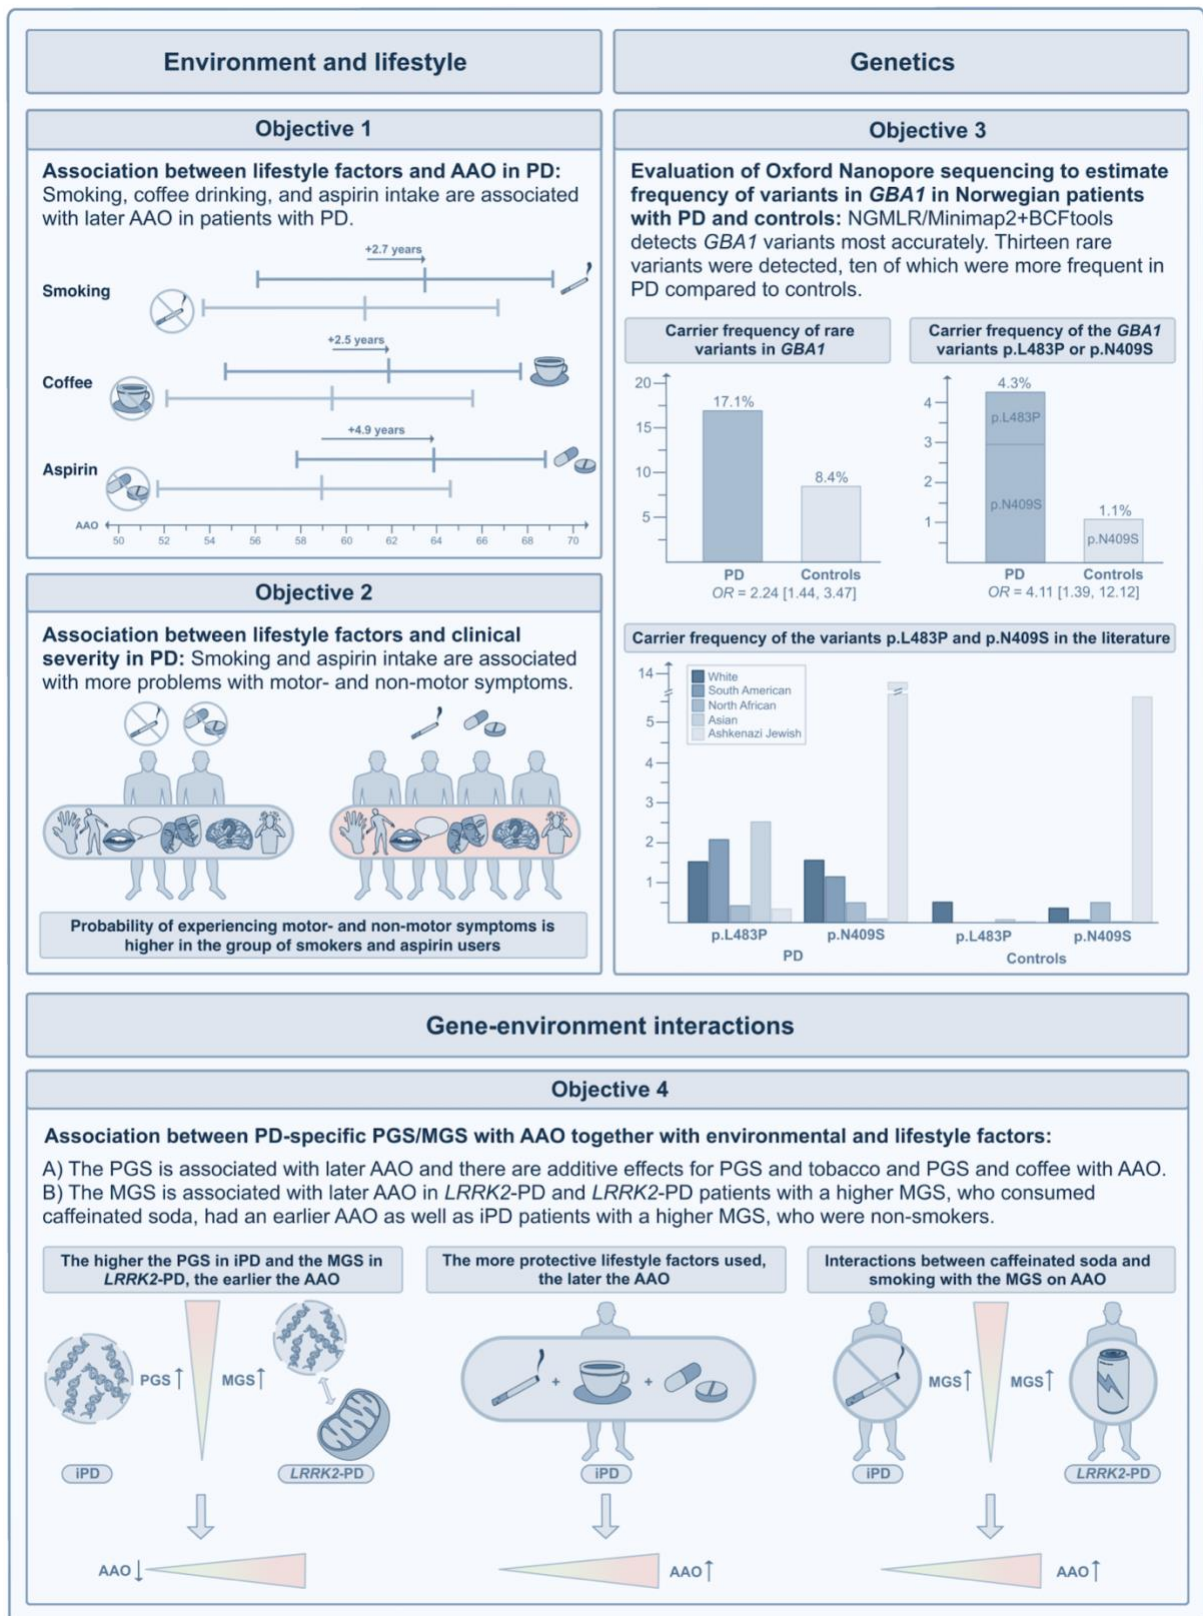 Environment and lifestyle
Objective 1
Association between lifestyle factors and AAO in PD:
Smoking, coffee drinking, and aspirin intake are associated
with later AAO in patients with PD.
+2.7 years
Smoking
+2.5 years
Coffee
+4.9 years
Aspirin
AAO
50 52 54 56 58 60 62 64 66 68 70
Objective 2
Association between lifestyle factors and clinical
severity in PD: Smoking and aspirin intake are associated
with more problems with motor- and non-motor symptoms.
Probability of experiencing motor- and non-motor symptoms is
higher in the group of smokers and aspirin users
Genetics
Objective 3
Evaluation of Oxford Nanopore sequencing to estimate
frequency of variants in GBA1 in Norwegian patients
with PD and controls: NGMLR/Minimap2+BCFtools
detects GBA1 variants most accurately. Thirteen rare
variants were detected, ten of which were more frequent in
PD compared to controls.
Carrier frequency of rare
variants in GBA1
20
17.1%
15
10
8.4%
5
PD Controls
OR = 2.24 [1.44, 3.47]
Carrier frequency of the GBA1
variants p.L483P or p.N409S
4.3%
4
p.L483P
3
2
p.N409S
1.1%
1
p.N409S
PD Controls
OR = 4.11 [1.39, 12.12]
Carrier frequency of the variants p.L483P and p.N409S in the literature
14
White
South American
North African
Asian
Ashkenazi Jewish
5
4
3
2
1
p.L483P p.N409S p.L483P p.N409S
PD Controls
Gene-environment interactions
Objective 4
Association between PD-specific PGS/MGS with AAO together with environmental and lifestyle factors:
A) The PGS is associated with later AAO and there are additive effects for PGS and tobacco and PGS and coffee with AAO.
B) The MGS is associated with later AAO in LRRK2-PD and LRRK2-PD patients with a higher MGS, who consumed
caffeinated soda, had an earlier AAO as well as iPD patients with a higher MGS, who were non-smokers.
The higher the PGS in iPD and the MGS in
LRRK2-PD, the earlier the AAO
PGS↑ MGS↑
iPD LRRK2-PD
AAO↓
The more protective lifestyle factors used,
the later the AAO
+ +
iPD
AAO↑
Interactions between caffeinated soda and
smoking with the MGS on AAO
MGS↑ MGS↑
iPD LRRK2-PD
AAO↑